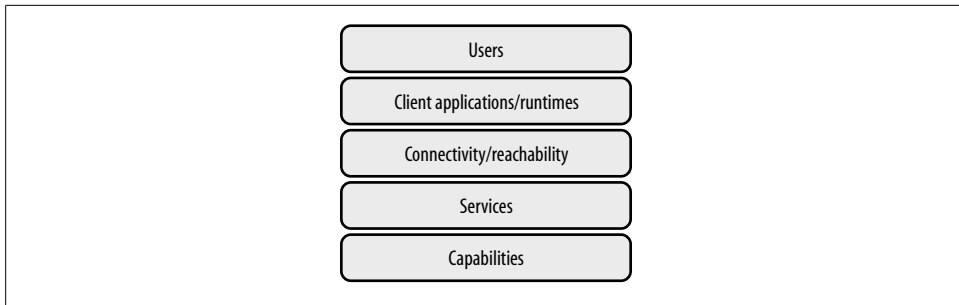 Users
Client applications/runtimes
Connectivity/reachability
Services
Capabilities